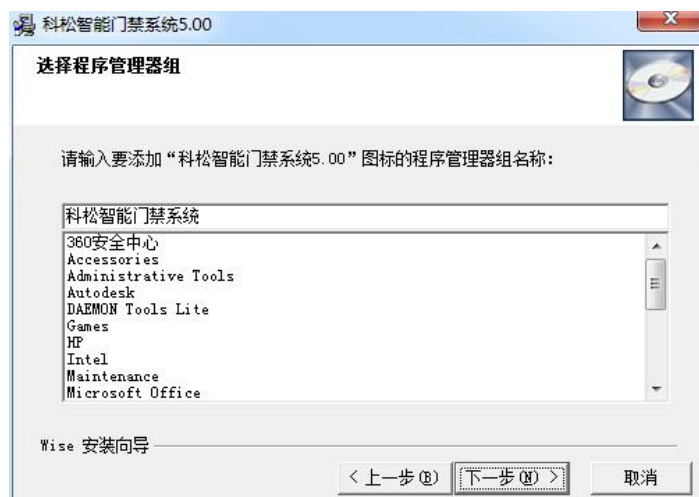 科松智能门禁系统5.00
选择程序管理器组
请输入要添加“科松智能门禁系统5.00”图标的程序管理器组名称：
科松智能门禁系统
360安全中心
Accessories
Administrative Tools
Autodesk
DAEMON Tools Lite
Games
HP
Intel
Maintenance
Microsoft Office
Wise 安装向导
< 上一步(B) 下一步(N) > 取消